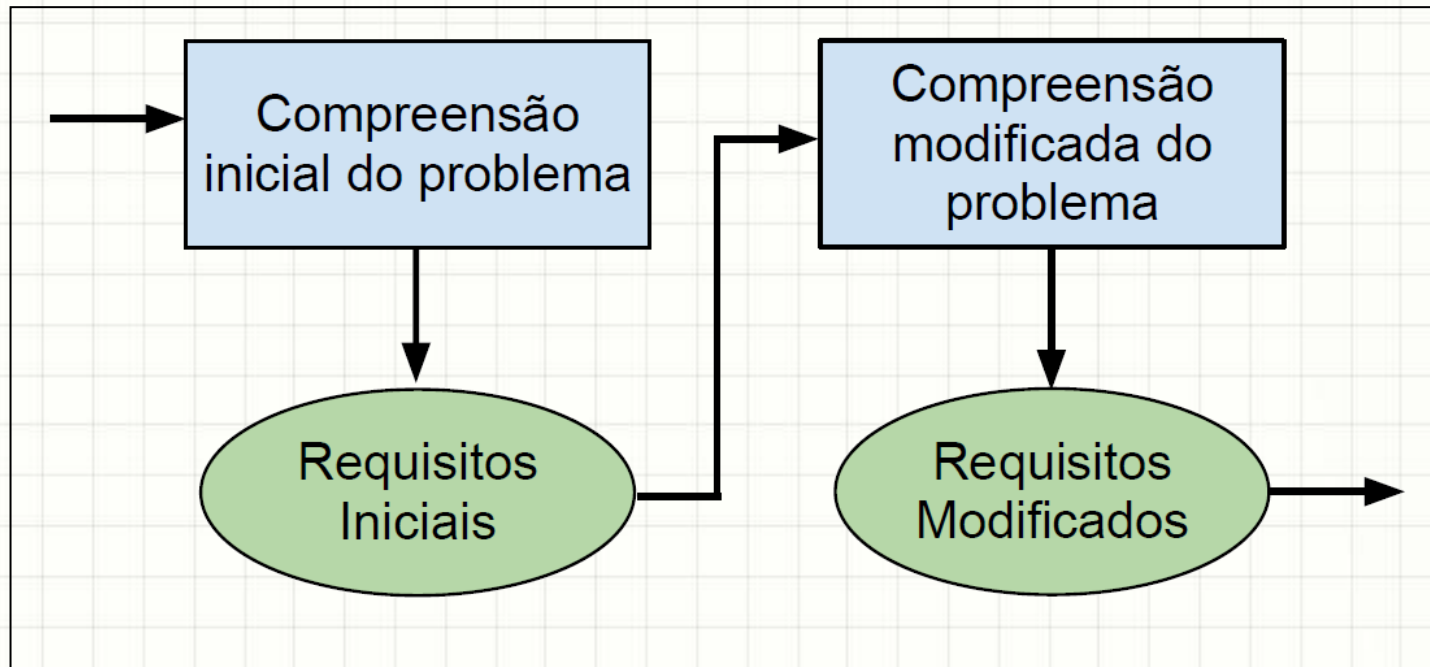 Compreensão
inicial do problema
Requisitos
Iniciais
Compreensão
modificada do
problema
Requisitos
Modificados